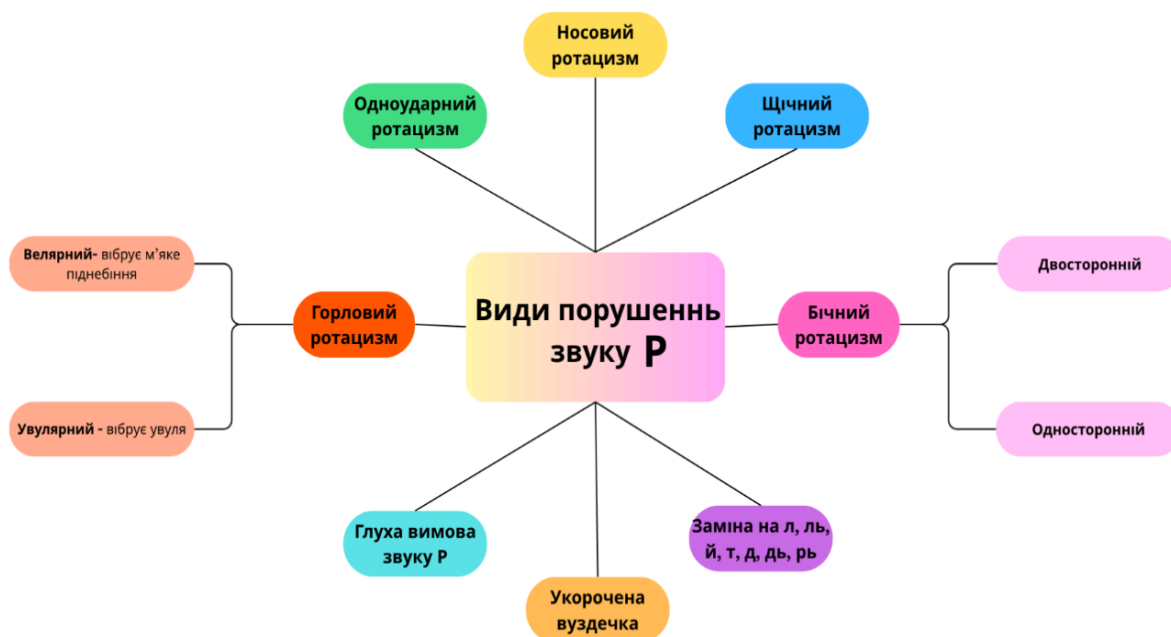 Носовий
ротацизм
Одноударний
ротацизм
Щічний
ротацизм
Велярний- вібрує м'яке
піднебіння
Горловий
ротацизм
Увулярний - вібрує увуля
Види порушеннь
звуку Р
Бічний
ротацизм
Двосторонній
Односторонній
Глуха вимова
звуку Р
Укорочена
вуздечка
Заміна на л, ль,
й, т, д, дь, рь